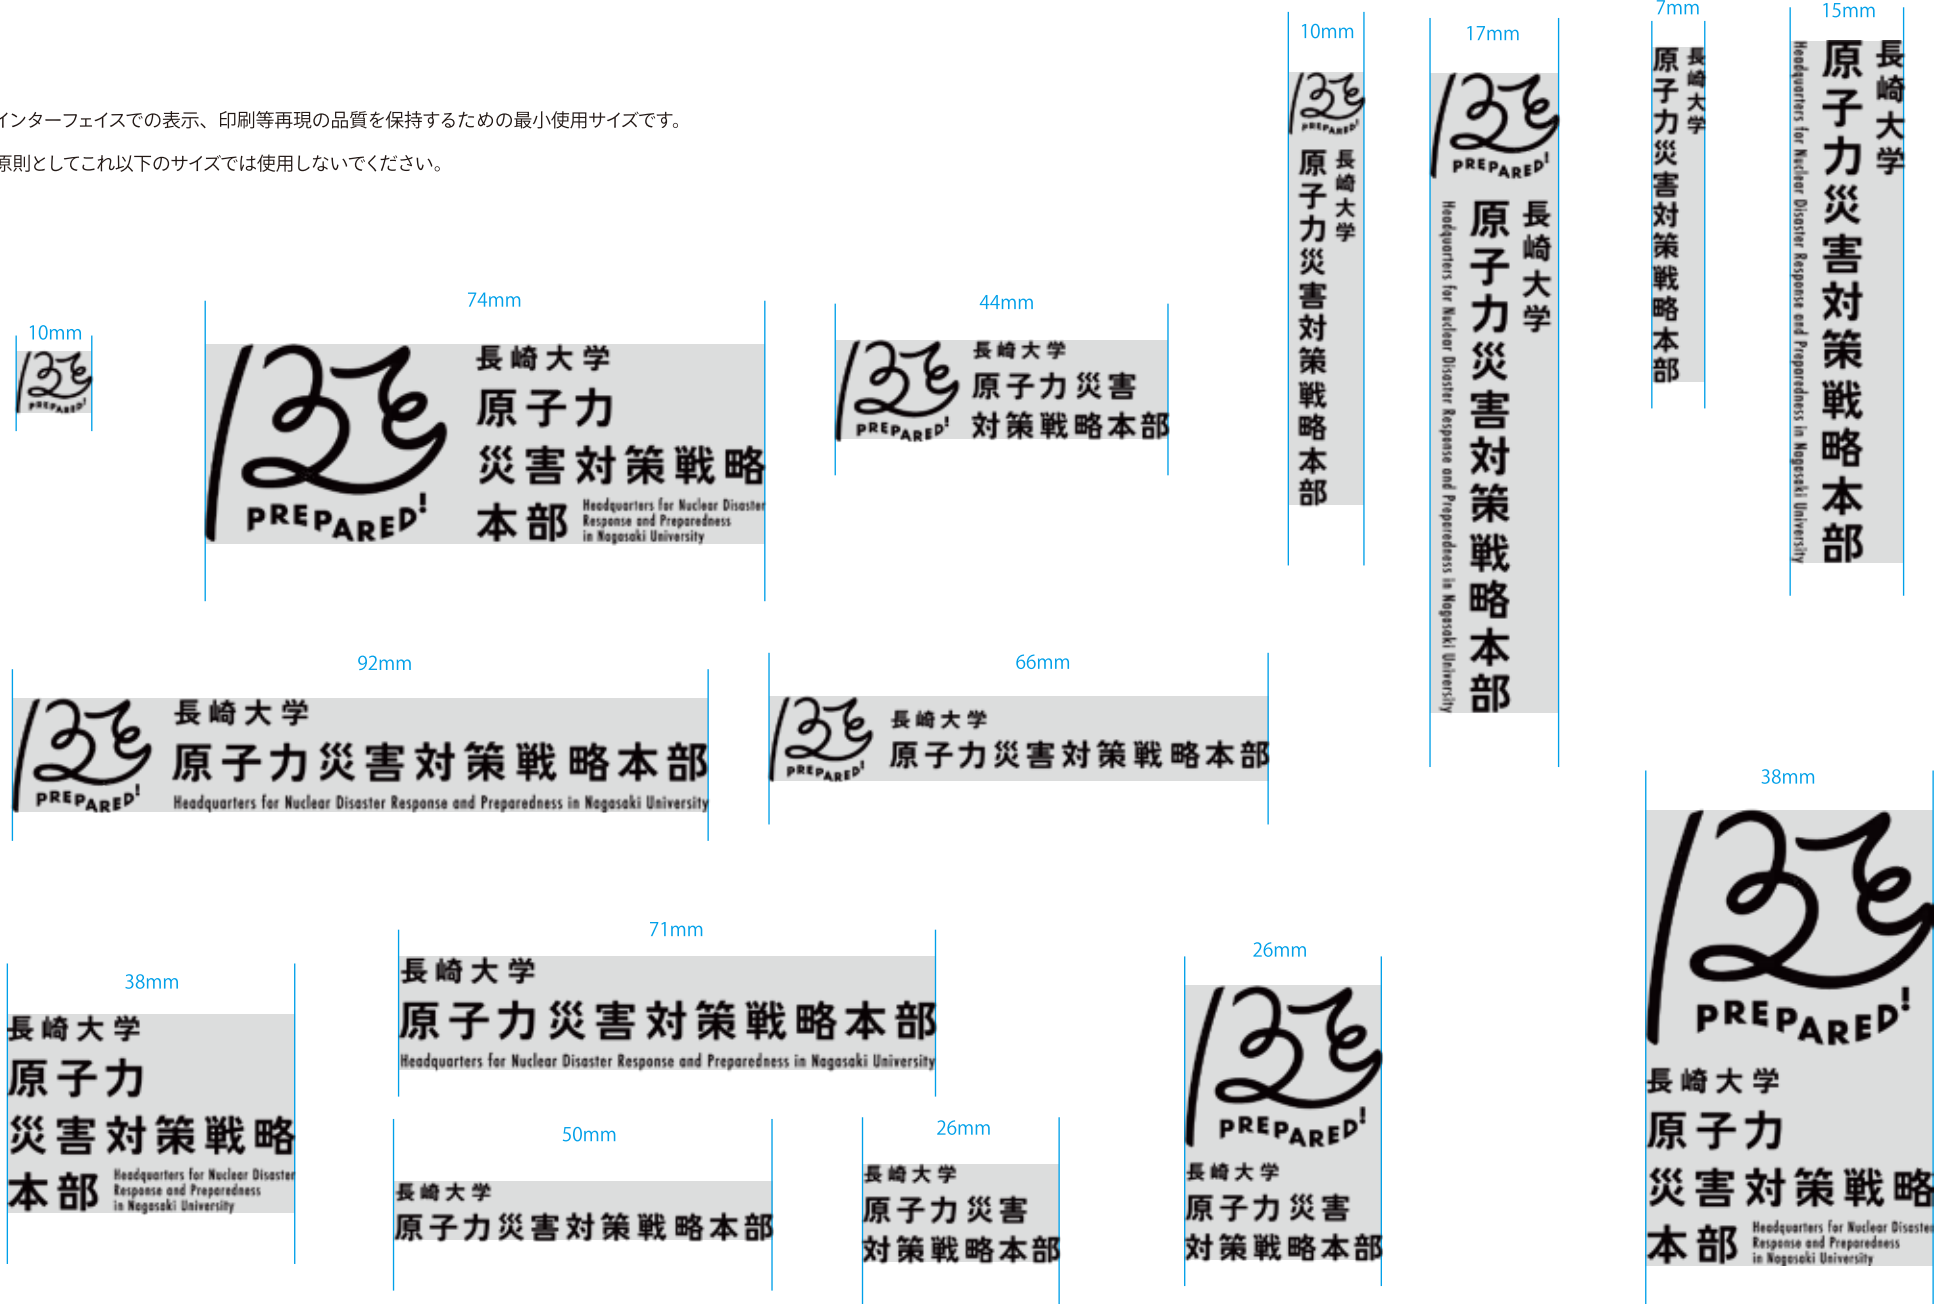 インターフェイスでの表示、印刷等再現の品質を保持するための最小使用サイズです。
原則としてこれ以下のサイズでは使用しないでください。
10mm
PREPARED!
74mm
PREPARED!
長崎大学
原子力
災害対策戦略
本部
Headquarters for Nuclear Disaster
Response and Preparedness
in Nagasaki University
44mm
PREPARED!
長崎大学
原子力災害
対策戦略本部
10mm
PREPARED!
長崎大学
原子力災害対策戦略本部
17mm
PREPARED!
長崎大学
原子力災害対策戦略本部
Headquarters for Nuclear Disaster Response and Preparedness in Nagasaki University
7mm
長崎大学
原子力災害対策戦略本部
15mm
長崎大学
原子力災害対策戦略本部
Headquarters for Nuclear Disaster Response and Preparedness in Nagasaki University
92mm
PREPARED!
長崎大学
原子力災害対策戦略本部
Headquarters for Nuclear Disaster Response and Preparedness in Nagasaki University
66mm
PREPARED!
長崎大学
原子力災害対策戦略本部
38mm
長崎大学
原子力
災害対策戦略
本部
Headquarters for Nuclear Disaster
Response and Preparedness
in Nagasaki University
71mm
長崎大学
原子力災害対策戦略本部
Headquarters for Nuclear Disaster Response and Preparedness in Nagasaki University
50mm
長崎大学
原子力災害対策戦略本部
26mm
長崎大学
原子力災害
対策戦略本部
26mm
PREPARED!
長崎大学
原子力災害
対策戦略本部
38mm
PREPARED!
長崎大学
原子力
災害対策戦略
本部
Headquarters for Nuclear Disaster
Response and Preparedness
in Nagasaki University